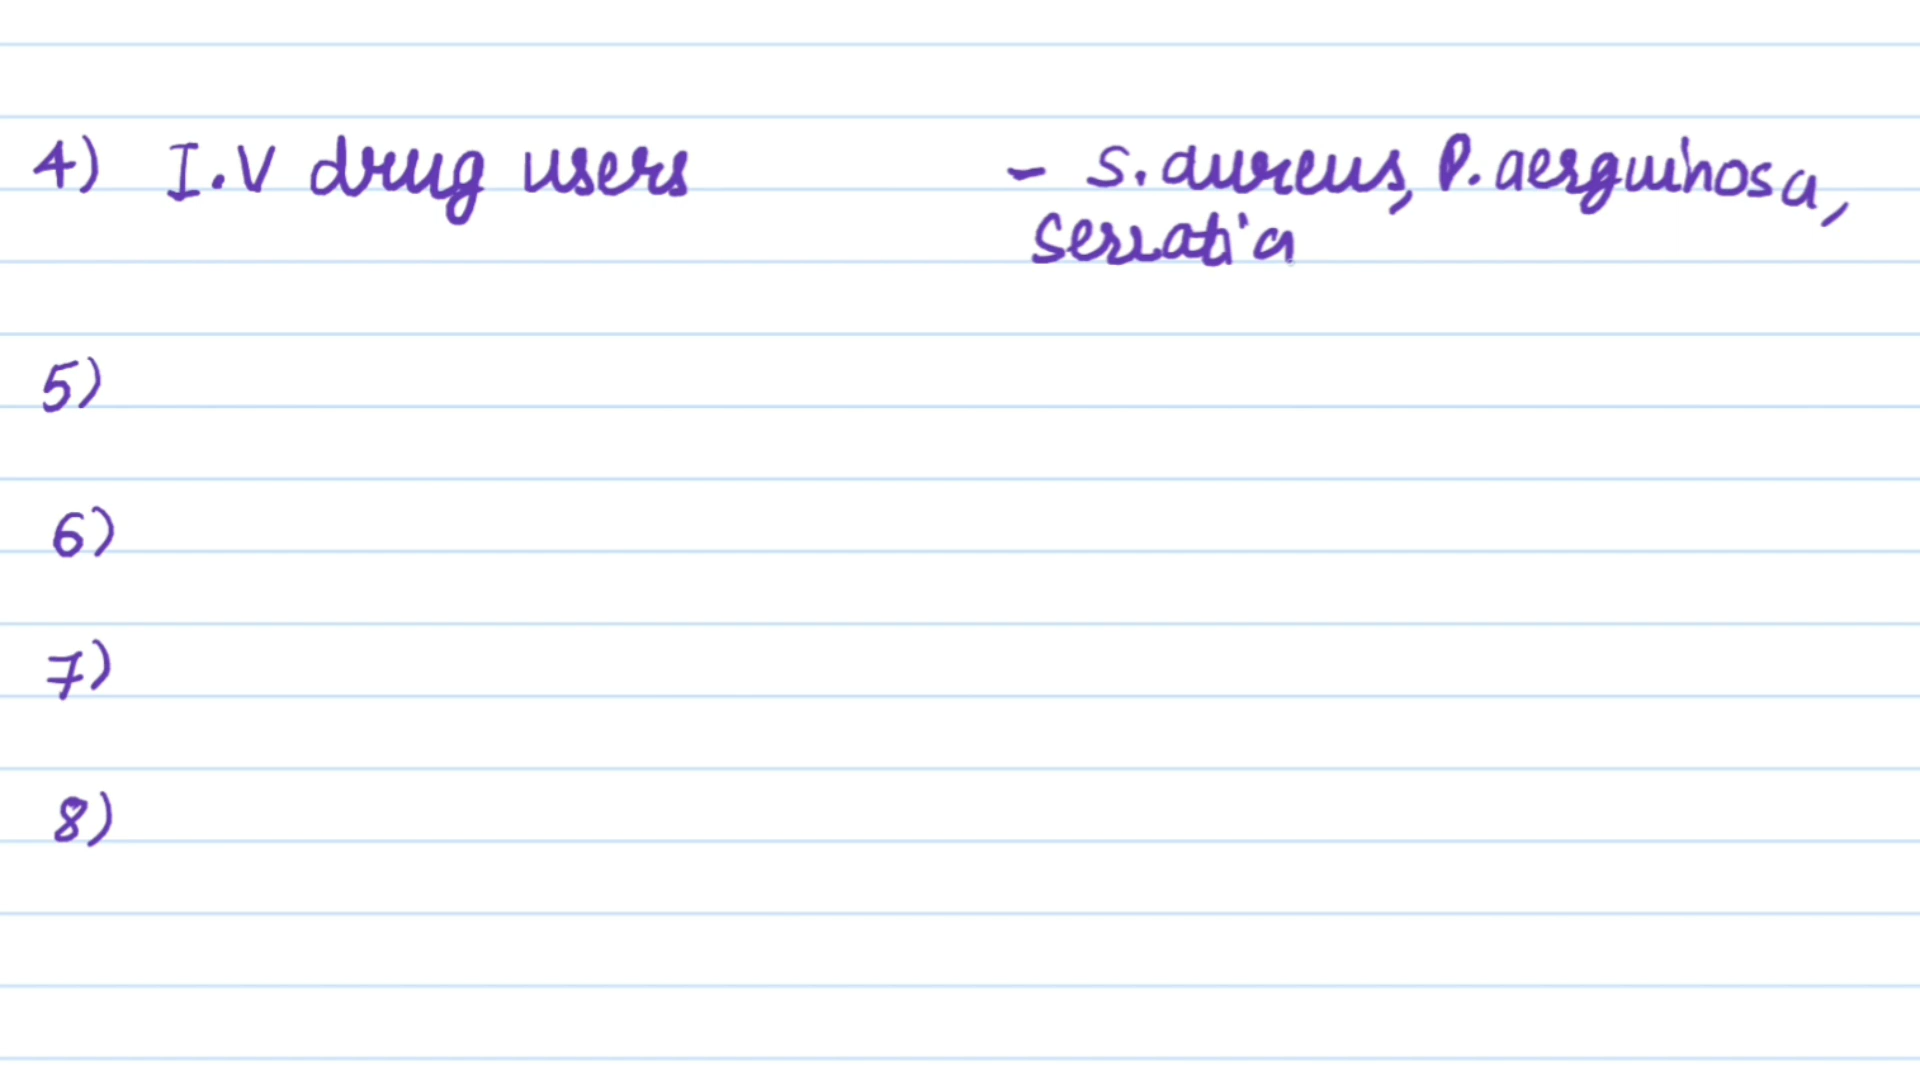 4) I.V drug users - S. aureus, P. aerguinosa,
serratia
5)
6)
7)
8)